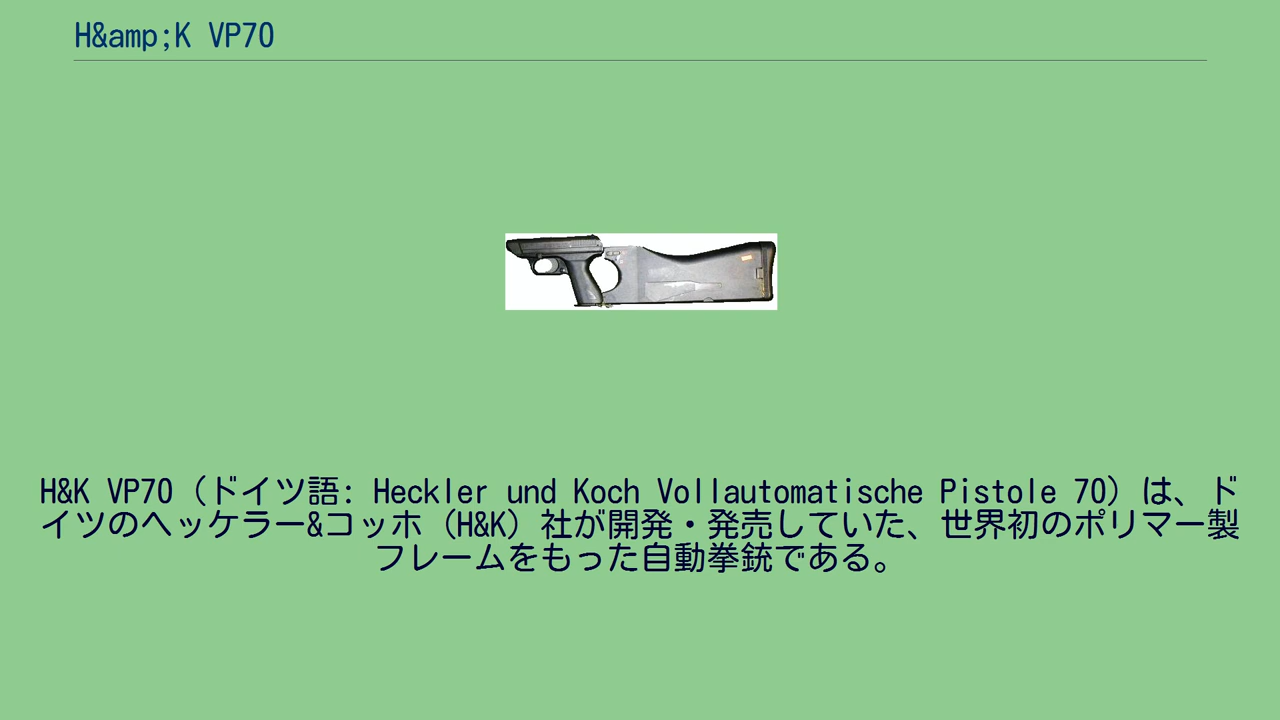 H&amp;K VP70
H&K VP70（ドイツ語: Heckler und Koch Vollautomatische Pistole 70）は、ド
イツのヘッケラー&コッホ（H&K）社が開発・発売していた、世界初のポリマー製
フレームをもった自動拳銃である。